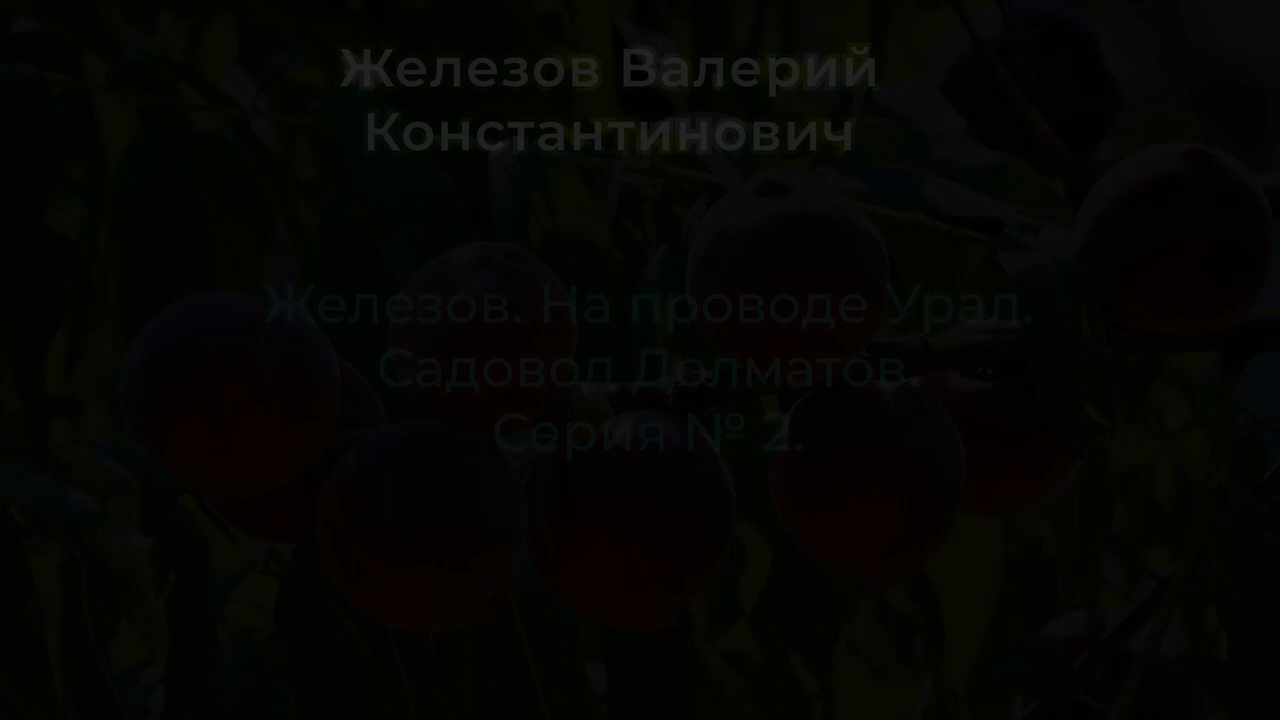 Железов Валерий
Константинович
Железов. На проводе Урал.
Садовод Долматов.
Серия № 2.